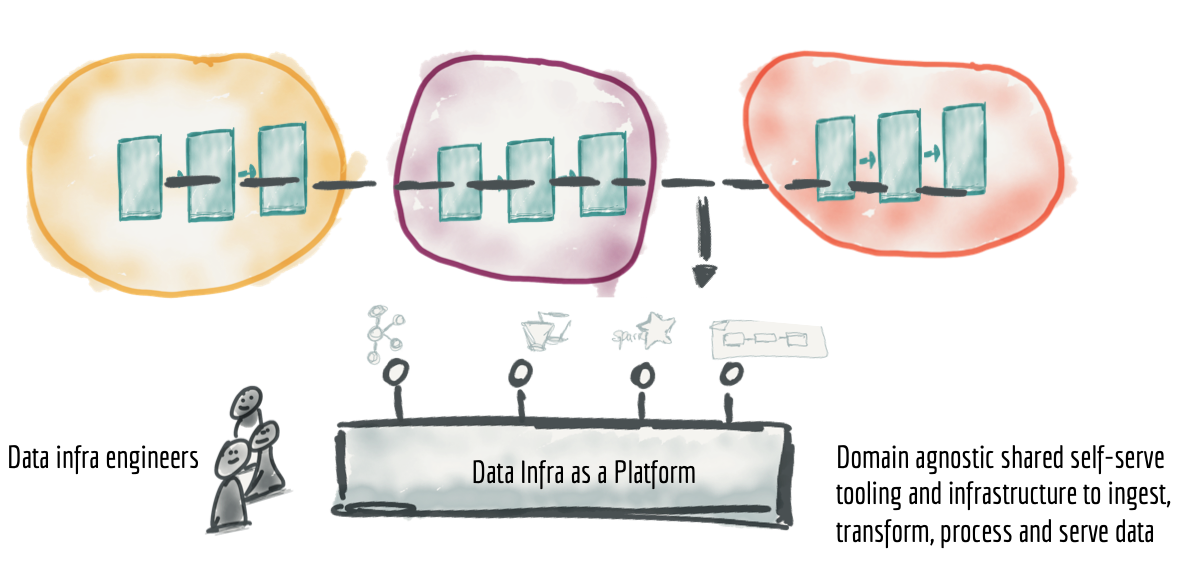 spark
Data infra engineers
Data Infra as a Platform
Domain agnostic shared self-serve
tooling and infrastructure to ingest,
transform, process and serve data